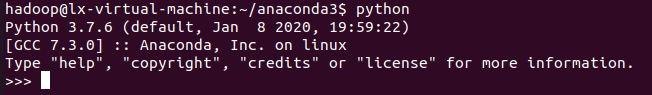 hadoop@lx-virtual-machine:~/anaconda3$ python
Python 3.7.6 (default, Jan  8 2020, 19:59:22)
[GCC 7.3.0] :: Anaconda, Inc. on linux
Type "help", "copyright", "credits" or "license" for more information.
>>>